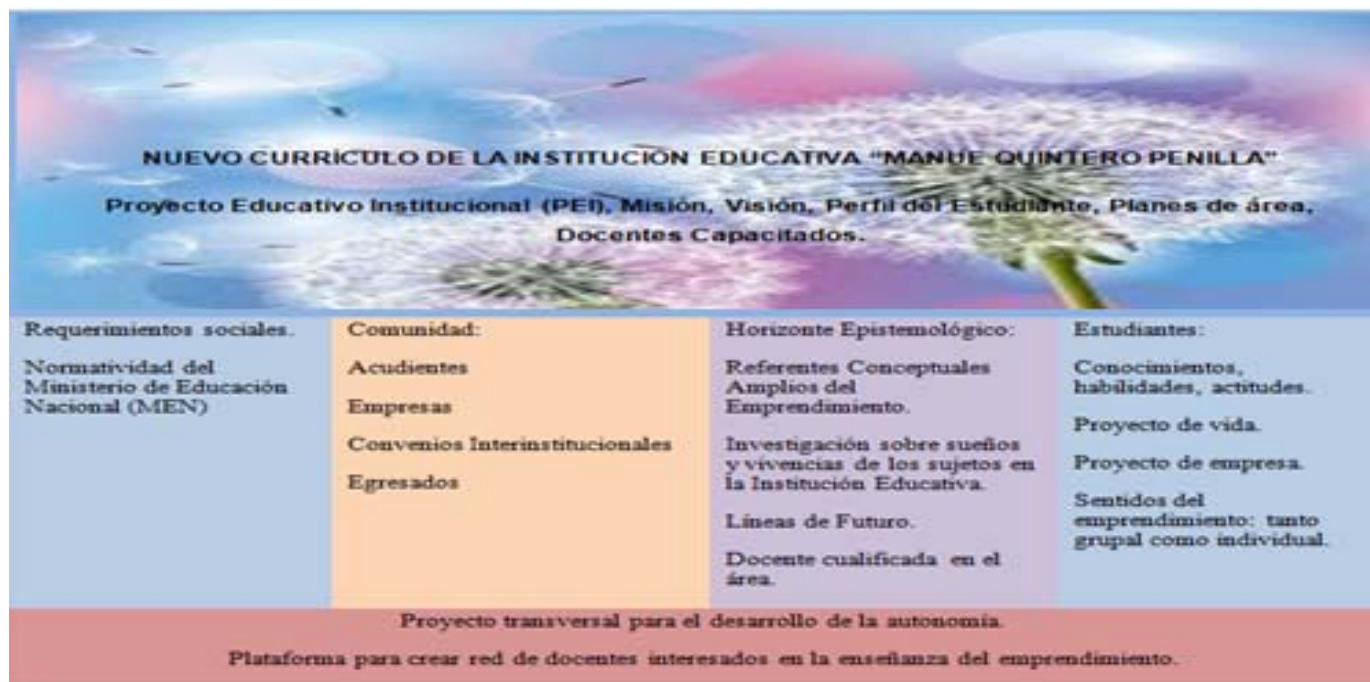 NUEVO CURRÍCULO DE LA INSTITUCIÓN EDUCATIVA "MANUE QUINTERO PENILLA"
Proyecto Educativo Institucional (PEI), Misión, Visión, Perfil del Estudiante, Planes de área,
Docentes Capacitados.
Requerimientos sociales.
Normatividad del
Ministerio de Educación
Nacional (MEN)
Comunidad:
Acudientes
Empresas
Convenios Interinstitucionales
Egresados
Horizonte Epistemológico:
Referentes Conceptuales
Amplios del
Emprendimiento.
Investigación sobre sueños
y vivencias de los sujetos en
la Institución Educativa.
Líneas de Futuro.
Docente cualificada en el
área.
Estudiantes:
Conocimientos,
habilidades, actitudes.
Proyecto de vida.
Proyecto de empresa.
Sentidos del
emprendimiento: tanto
grupal como individual.
Proyecto transversal para el desarrollo de la autonomía.
Plataforma para crear red de docentes interesados en la enseñanza del emprendimiento.